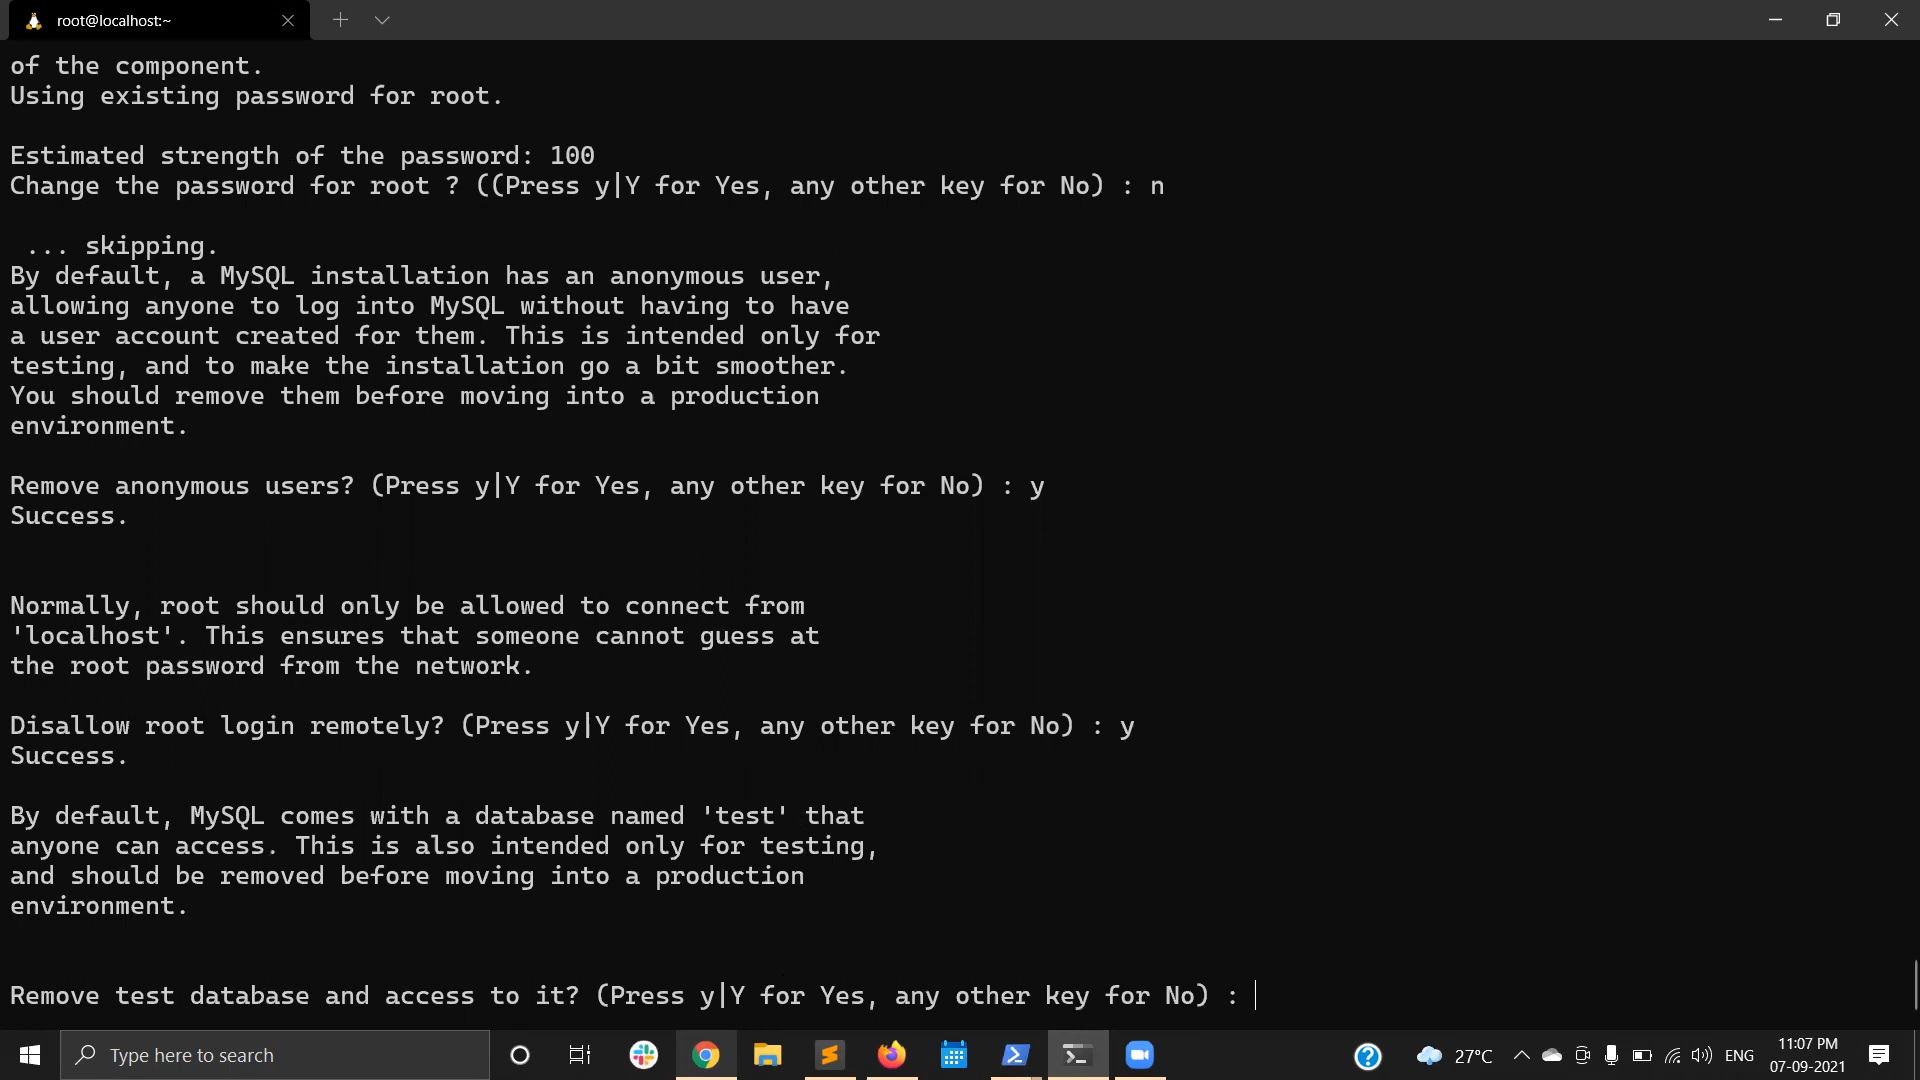 root@localhost:~
of the component.
Using existing password for root.
Estimated strength of the password: 100
Change the password for root ? ((Press y|Y for Yes, any other key for No) : n
... skipping.
By default, a MySQL installation has an anonymous user,
allowing anyone to log into MySQL without having to have
a user account created for them. This is intended only for
testing, and to make the installation go a bit smoother.
You should remove them before moving into a production
environment.
Remove anonymous users? (Press y|Y for Yes, any other key for No) : y
Success.
Normally, root should only be allowed to connect from
'localhost'. This ensures that someone cannot guess at
the root password from the network.
Disallow root login remotely? (Press y|Y for Yes, any other key for No) : y
Success.
By default, MySQL comes with a database named 'test' that
anyone can access. This is also intended only for testing,
and should be removed before moving into a production
environment.
Remove test database and access to it? (Press y|Y for Yes, any other key for No) :
Type here to search
27°C
ENG
11:07 PM
07-09-2021